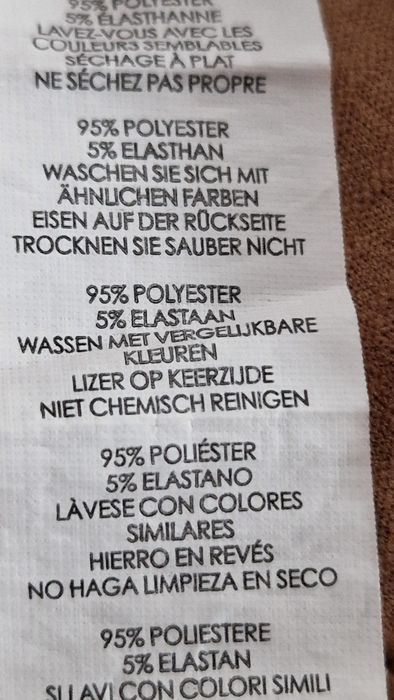 95% POLYESTER
5% ÉLASTHANNE
LAVEZ-VOUS AVEC LES
COULEURS SEMBLABLES
SÉCHAGE À PLAT
NE SÉCHEZ PAS PROPRE
95% POLYESTER
5% ELASTHAN
WASCHEN SIE SICH MIT
ÄHNLICHEN FARBEN
EISEN AUF DER RÜCKSEITE
TROCKNEN SIE SAUBER NICHT
95% POLYESTER
5% ELASTAAN
WASSEN MET VERGELIJKBARE
KLEUREN
LIZER OP KEERZIJDE
NIET CHEMISCH REINIGEN
95% POLIÉSTER
5% ELASTANO
LÀVESE CON COLORES
SIMILARES
HIERRO EN REVÉS
NO HAGA LIMPIEZA EN SECO
95% POLIESTERE
5% ELASTAN
SI LAVI CON COLORI SIMILI